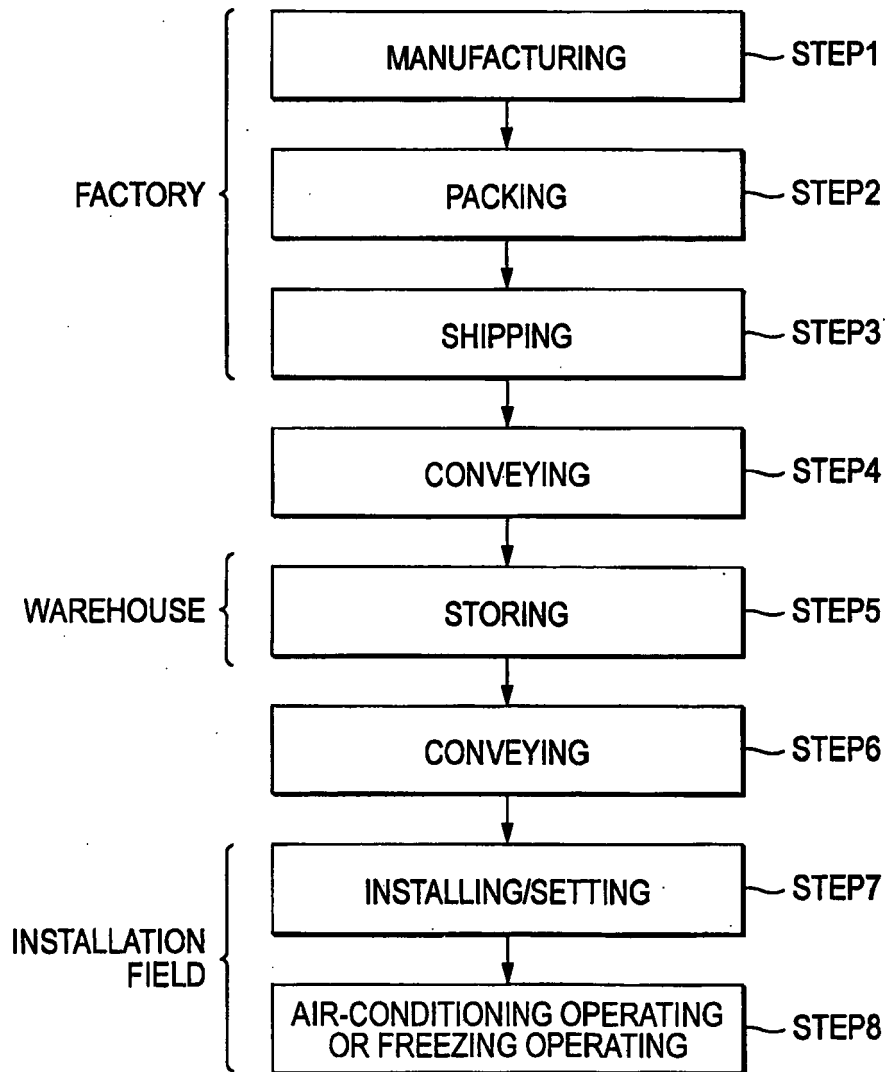 MANUFACTURING
STEP1
FACTORY
PACKING
STEP2
SHIPPING
STEP3
CONVEYING
STEP4
WAREHOUSE
STORING
STEP5
CONVEYING
STEP6
INSTALLING/SETTING
STEP7
INSTALLATION
FIELD
AIR-CONDITIONING OPERATING
OR FREEZING OPERATING
STEP8